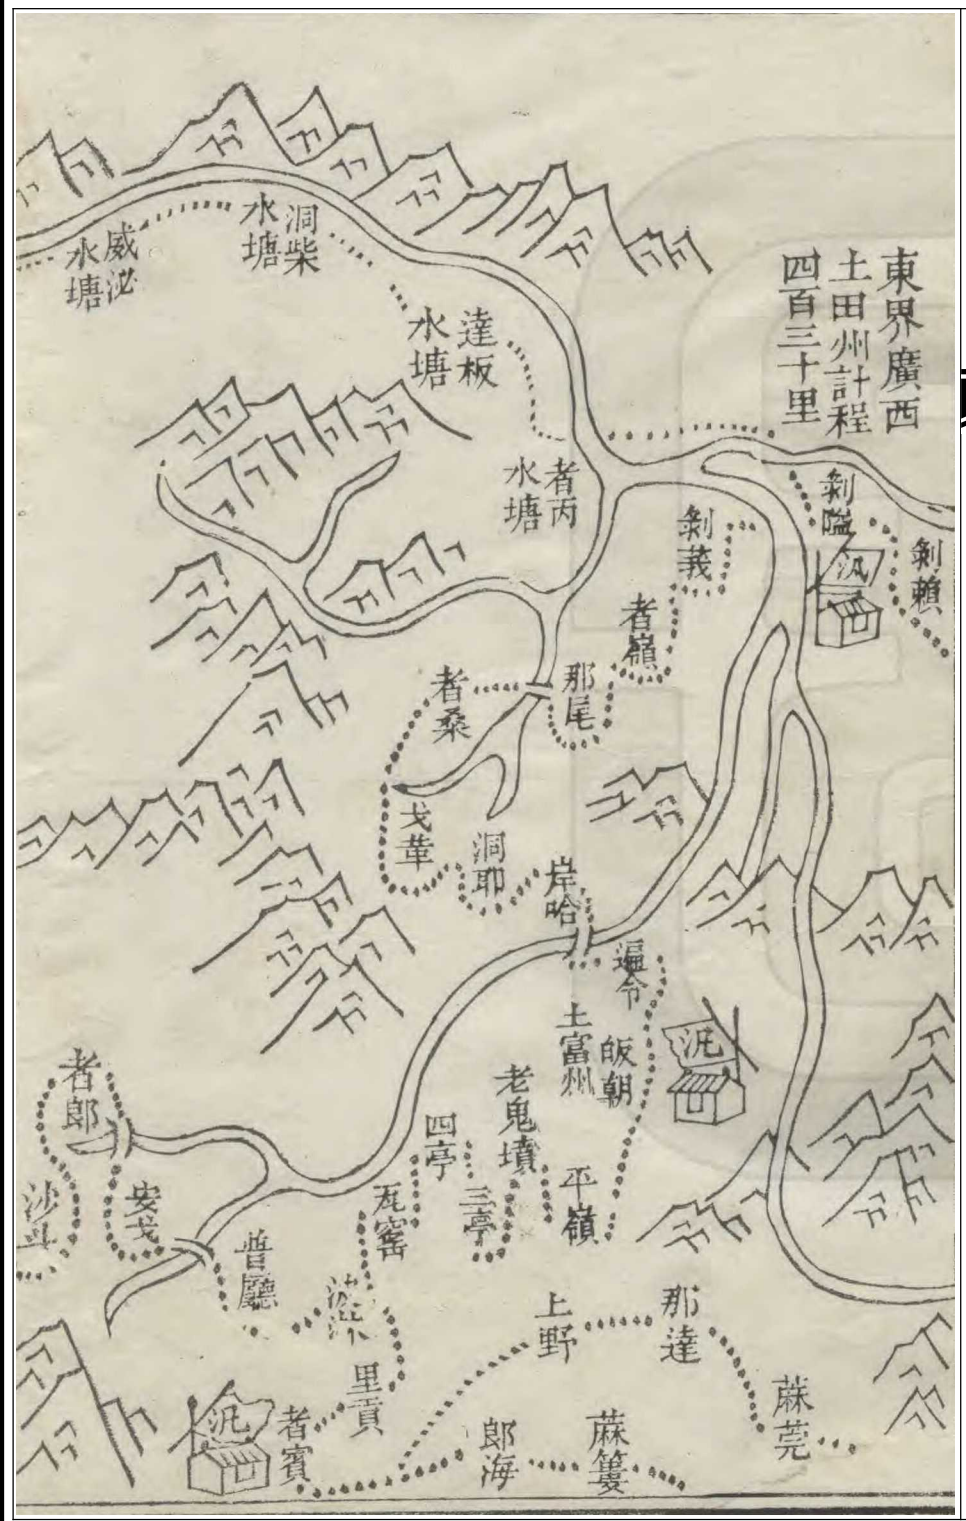 東界廣西
土田州計程
四百三十里
剝隘
汛
剝賴
洞柴
水塘
威泌
水塘
達板
水塘
者丙
水塘
剝莪
者嶺
那尾
者桑
戈葦
洞耶
岸哈
遍令
皈朝
土富州
汛
老鬼墳
平嶺
四亭
三亭
瓦窰
者郎
安戈
普廳
里貢
者賓
汛
上野
那達
郎海
蔴𥱧
蔴莞